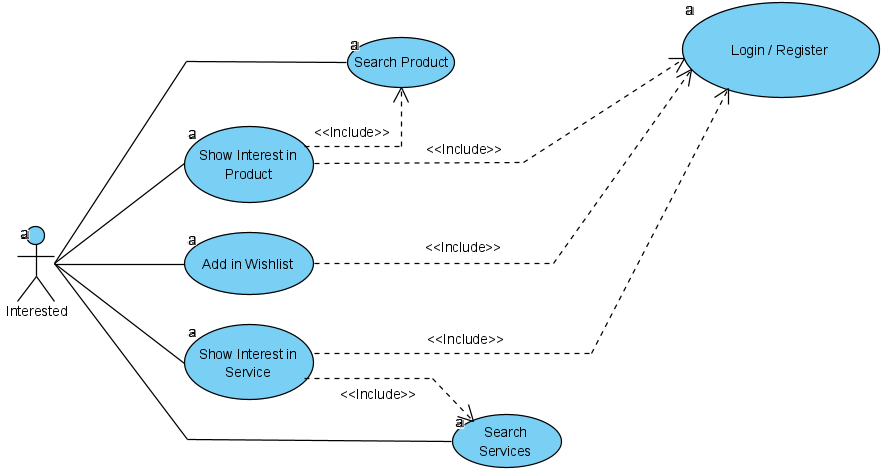 a
Login / Register
a
Search Product
<<Include>>
a
Show Interest in
Product
<<Include>>
a
Interested
a
Add in Wishlist
<<Include>>
a
Show Interest in
Service
<<Include>>
<<Include>>
a
Search
Services